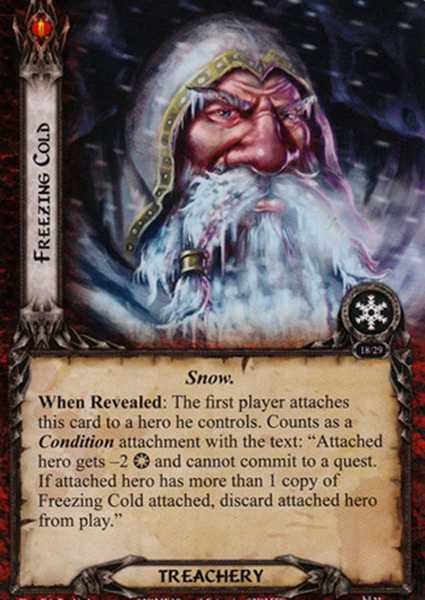 FREEZING COLD
18/29
Snow.
When Revealed: The first player attaches
this card to a hero he controls. Counts as a
Condition attachment with the text: “Attached
hero gets –2 and cannot commit to a quest.
If attached hero has more than 1 copy of
Freezing Cold attached, discard attached hero
from play.”
TREACHERY